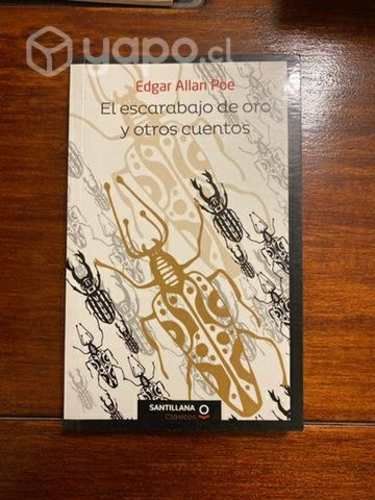 yapo.cl
Edgar Allan Poe
El escarabajo de oro
y otros cuentos
SANTILLANA
Clásicos